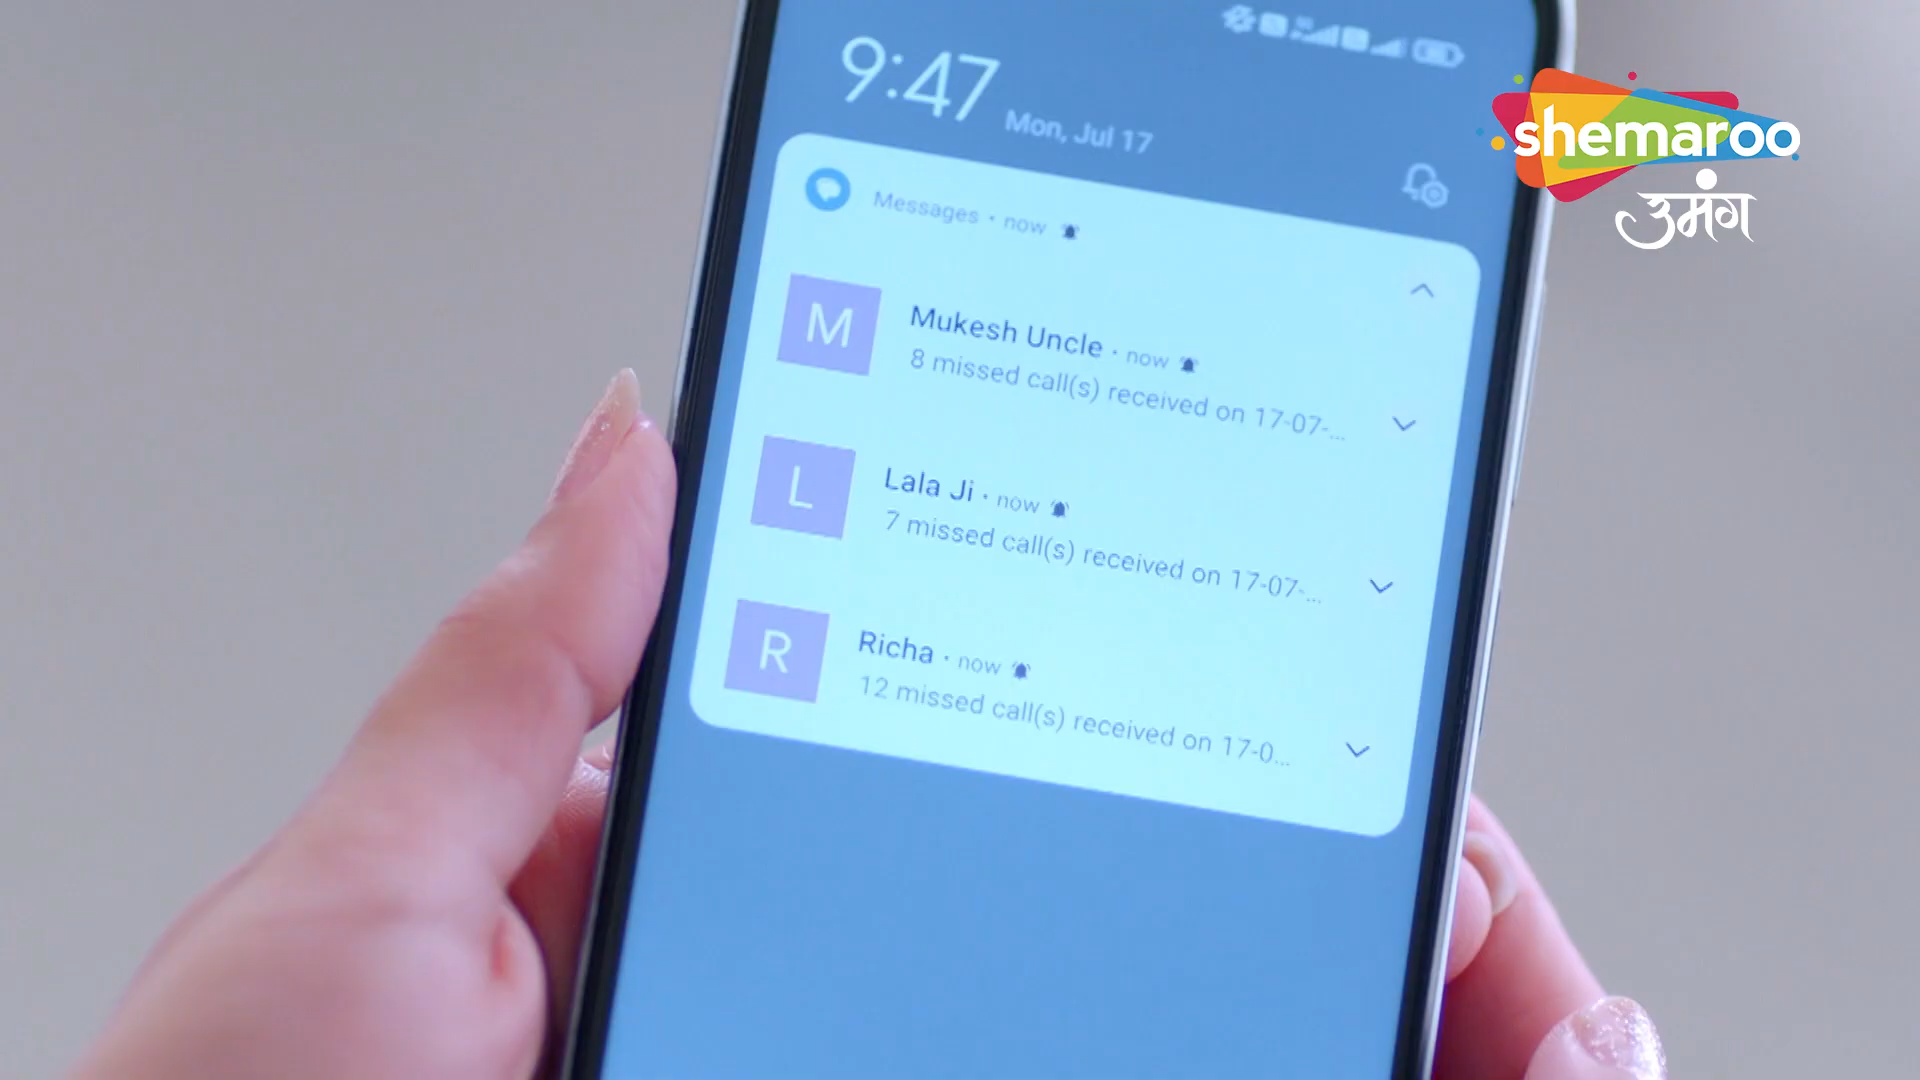 9:47
Mon, Jul 17
Messages · now
M
Mukesh Uncle · now
8 missed call(s) received on 17-07-...
L
Lala Ji · now
7 missed call(s) received on 17-07-...
R
Richa · now
12 missed call(s) received on 17-0...
shemaroo
उमंग